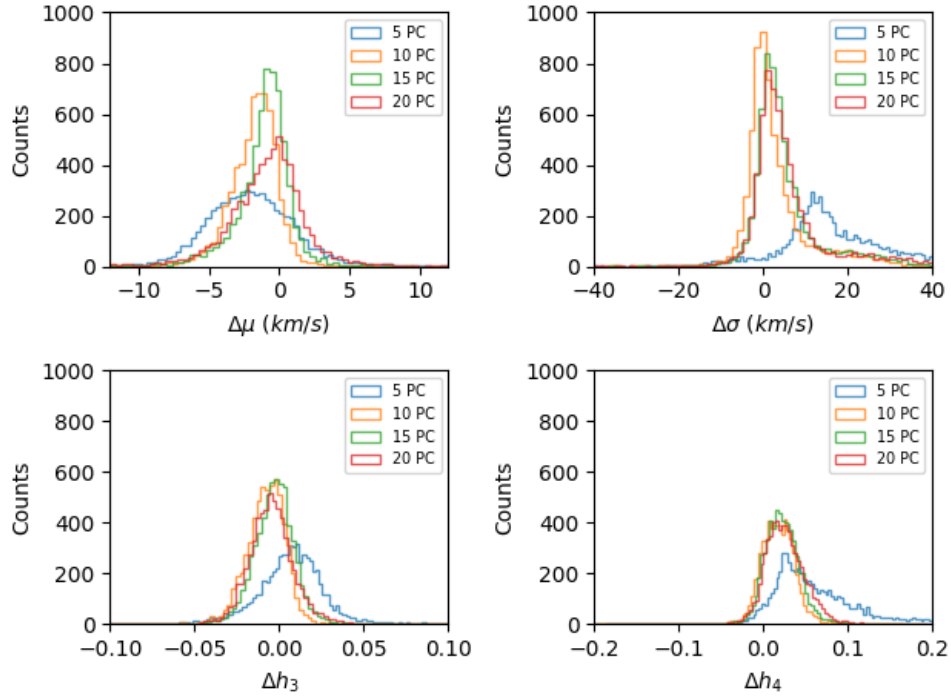 1000
800
600
400
200
0
Counts
5 PC
10 PC
15 PC
20 PC
−10 −5 0 5 10
Δμ (km/s)
1000
800
600
400
200
0
Counts
5 PC
10 PC
15 PC
20 PC
−40 −20 0 20 40
Δσ (km/s)
1000
800
600
400
200
0
Counts
5 PC
10 PC
15 PC
20 PC
−0.10 −0.05 0.00 0.05 0.10
Δh₃
1000
800
600
400
200
0
Counts
5 PC
10 PC
15 PC
20 PC
−0.2 −0.1 0.0 0.1 0.2
Δh₄